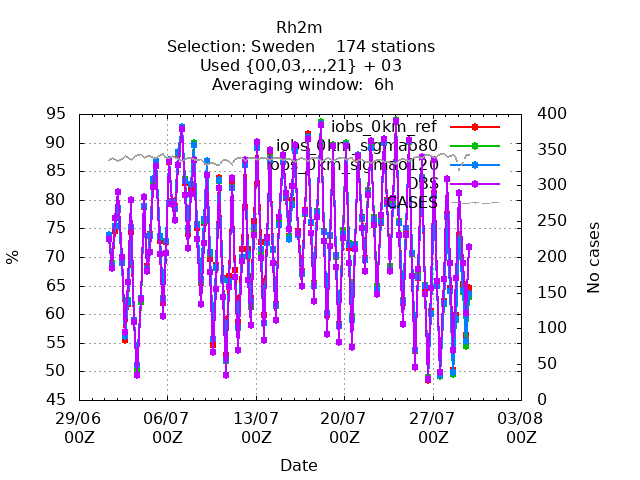 Rh2m
Selection: Sweden 174 stations
Used {00,03,...,21} + 03
Averaging window: 6h
95
90
85
80
75
70
65
60
55
50
45
%
400
350
300
250
200
150
100
50
0
No cases
iobs_0km_ref
iobs_0km_sigmao80
iobs_0km_sigmao120
OBS
CASES
29/06 06/07 13/07 20/07 27/07 03/08
00Z 00Z 00Z 00Z 00Z 00Z
Date